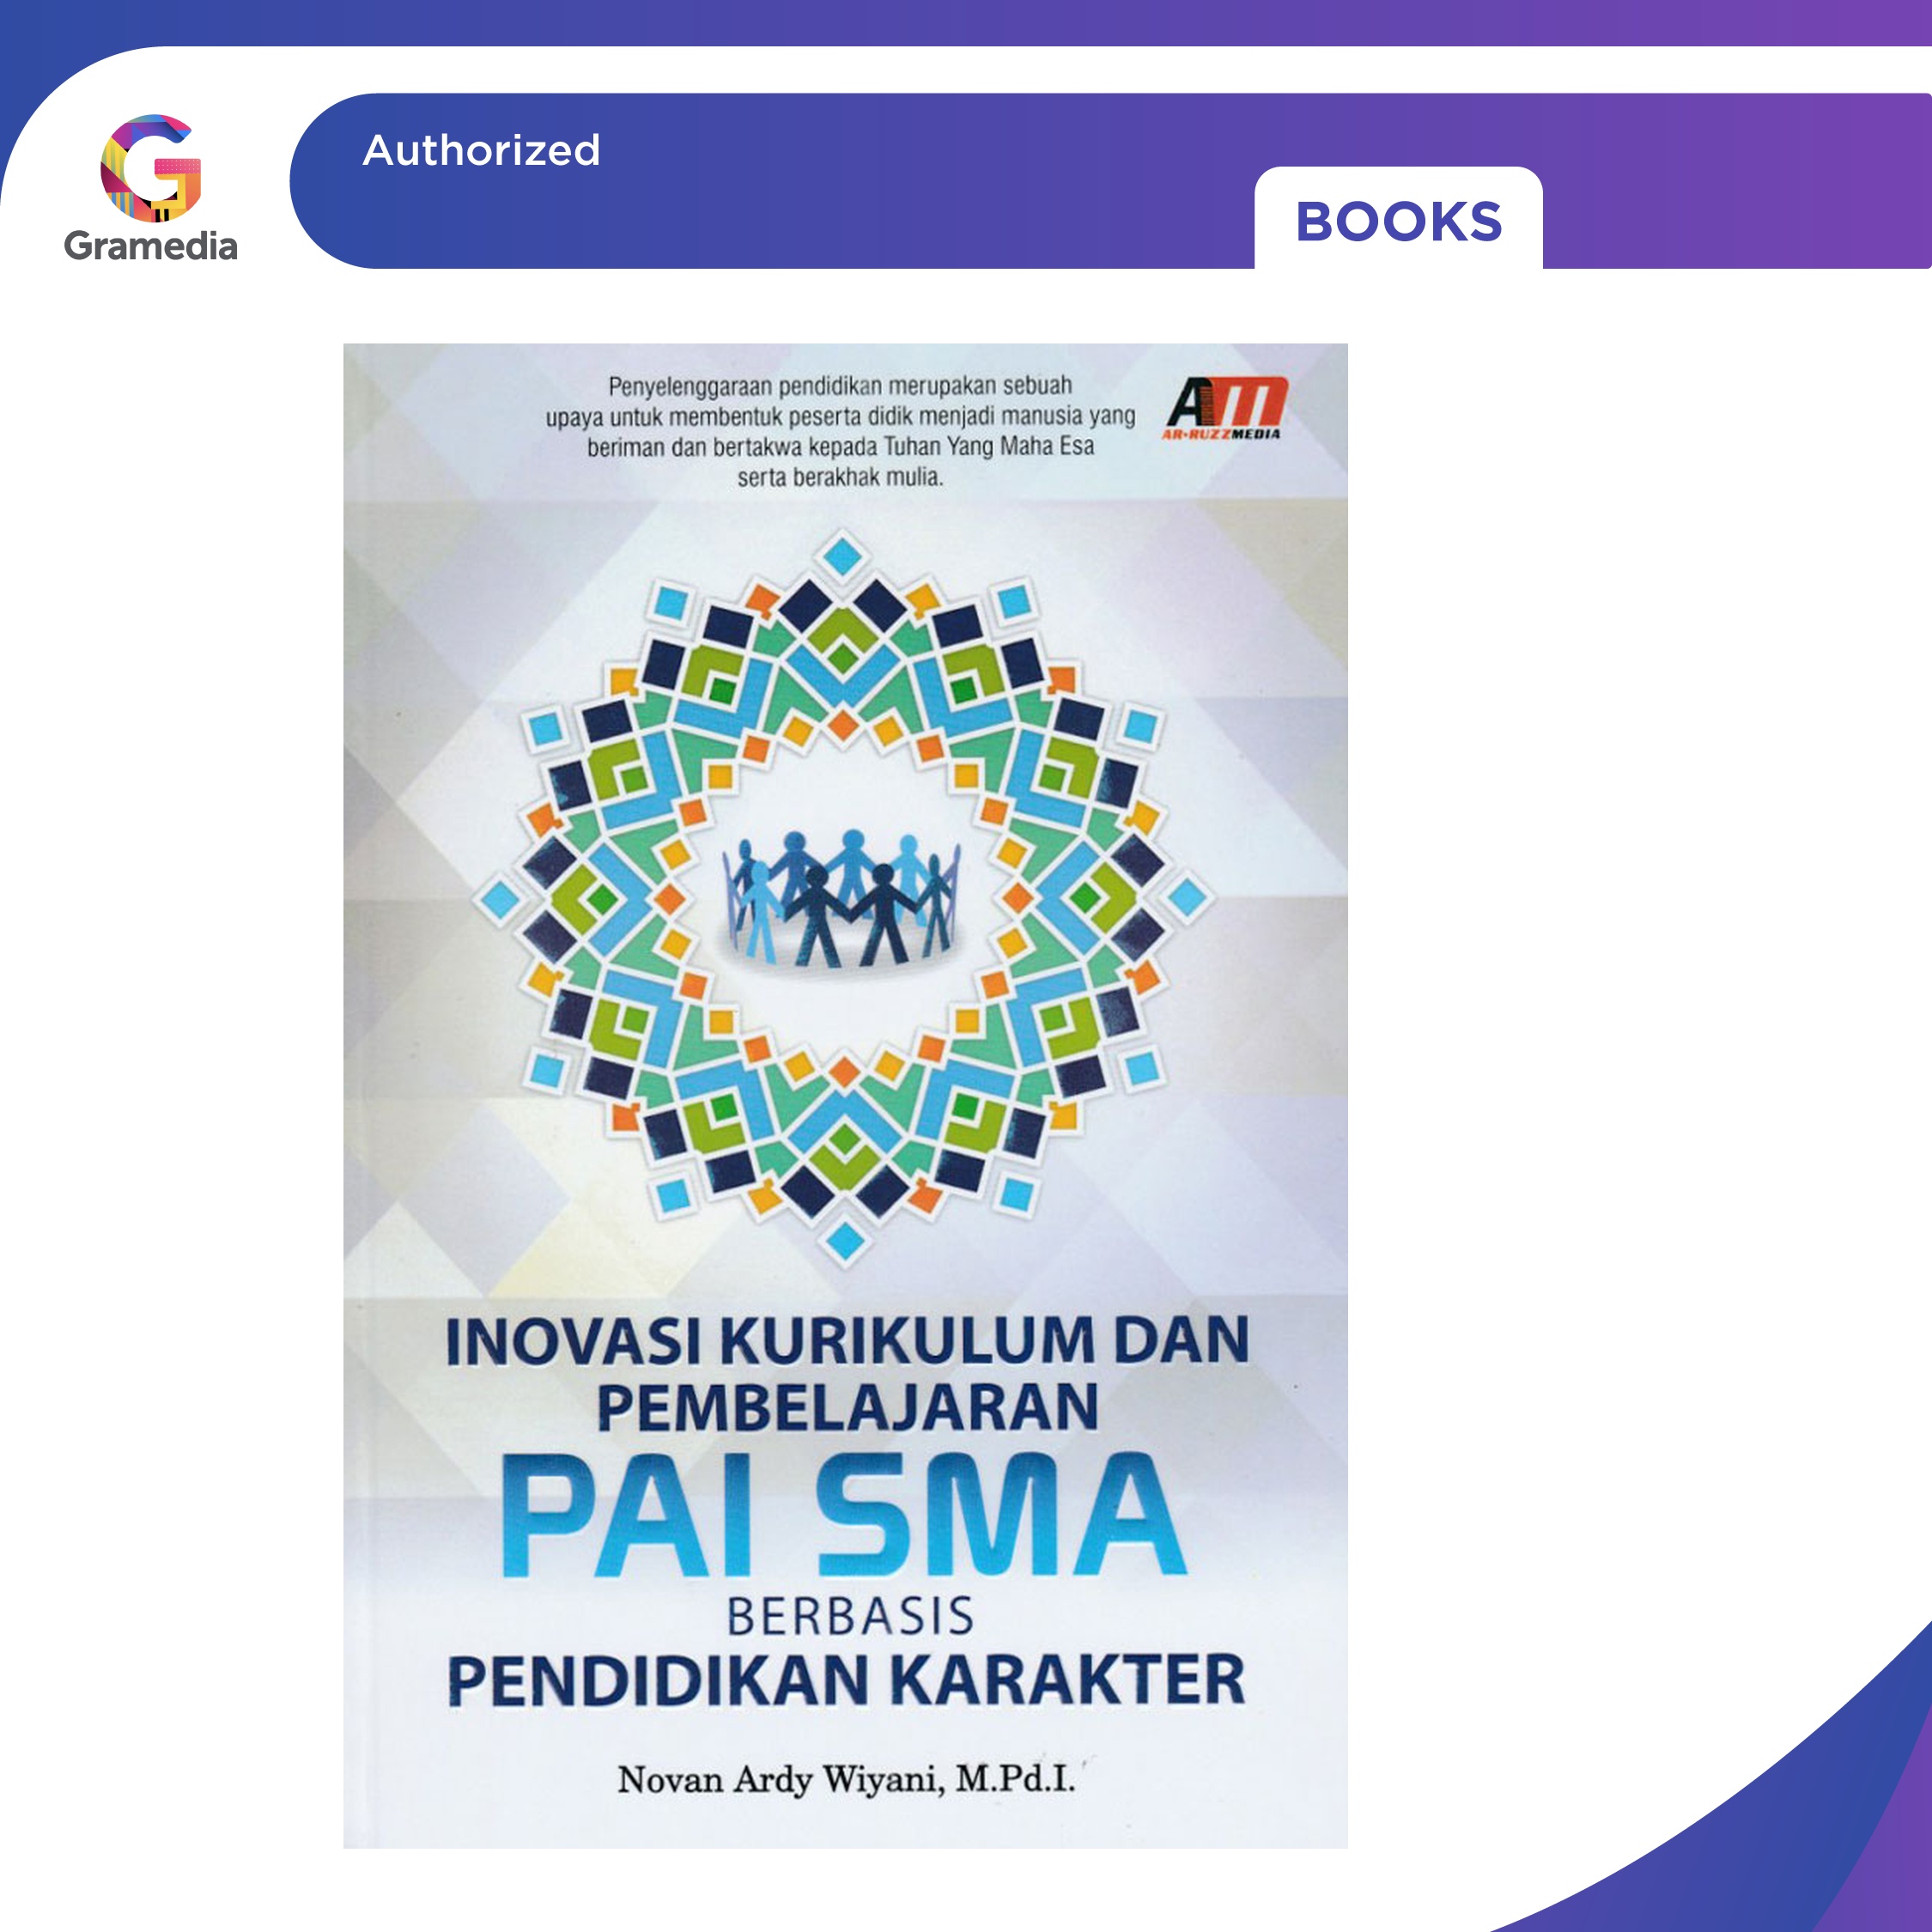 Gramedia
Authorized
BOOKS
Penyelenggaraan pendidikan merupakan sebuah
upaya untuk membentuk peserta didik menjadi manusia yang
beriman dan bertakwa kepada Tuhan Yang Maha Esa
serta berakhak mulia.
AM
AR-RUZZMEDIA
INOVASI KURIKULUM DAN
PEMBELAJARAN
PAI SMA
BERBASIS
PENDIDIKAN KARAKTER
Novan Ardy Wiyani, M.Pd.I.